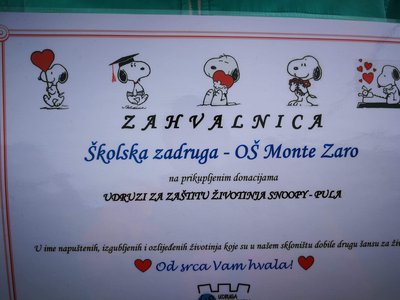 ZAHVALNICA
Školska zadruga - OŠ Monte Zaro
na prikupljenim donacijama
UDRUZI ZA ZAŠTITU ŽIVOTINJA SNOOPY - PULA
U ime napuštenih, izgubljenih i ozlijeđenih životinja koje su u našem skloništu dobile drugu šansu za
Od srca Vam hvala!
UDRUGA